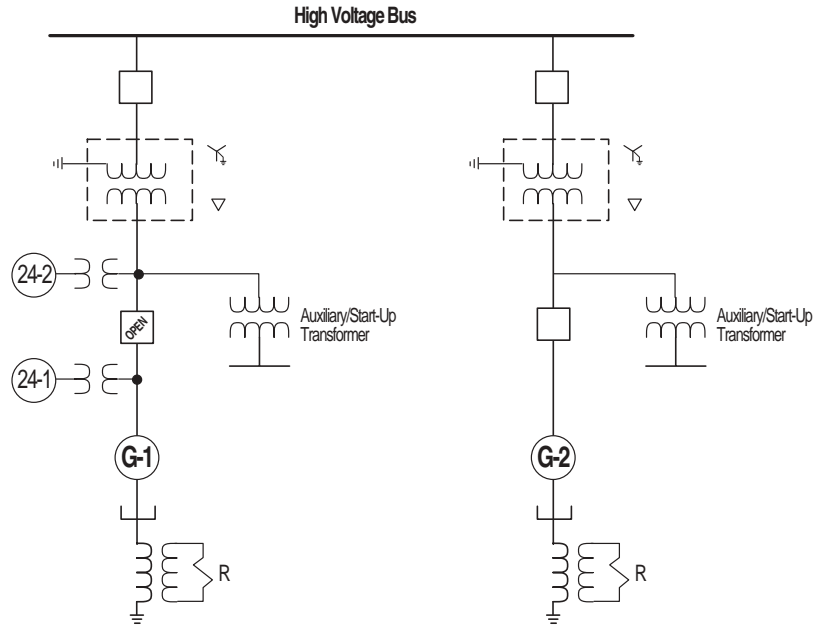 High Voltage Bus
24-2
OPEN
Auxiliary/Start-Up
Transformer
Auxiliary/Start-Up
Transformer
24-1
G-1
G-2
R
R